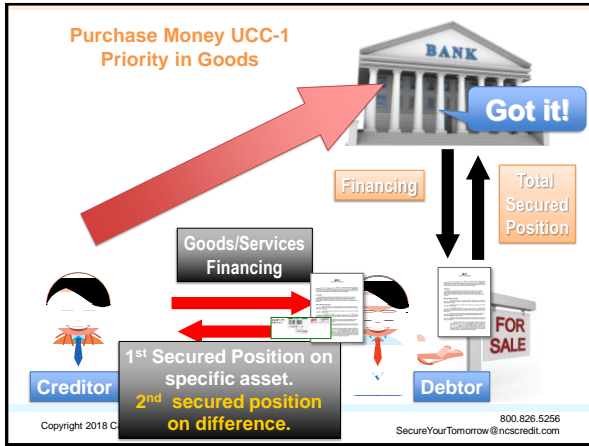 Purchase Money UCC-1
Priority in Goods
BANK
Got it!
Financing
Total
Secured
Position
Goods/Services
Financing
FOR
SALE
1st Secured Position on
specific asset.
2nd secured position
on difference.
Creditor
Debtor
Copyright 2018
800.826.5256
SecureYourTomorrow@ncscredit.com